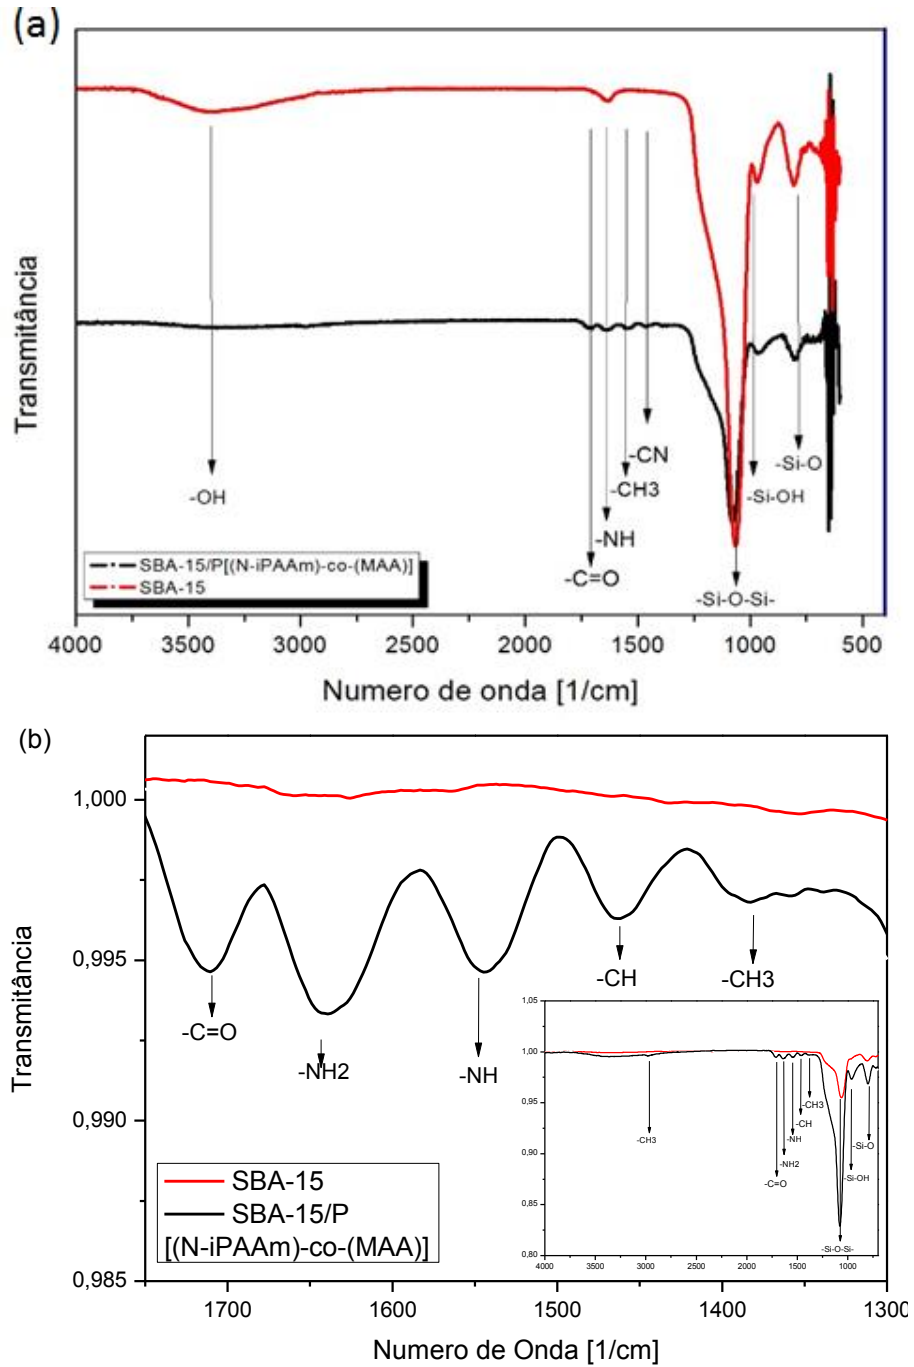 (a)
Transmitância
-OH
-CN
-CH3
-NH
-C=O
-Si-O
-Si-OH
-Si-O-Si-
SBA-15/P[(N-iPAAm)-co-(MAA)]
SBA-15
4000 3500 3000 2500 2000 1500 1000 500
Numero de onda [1/cm]
(b)
Transmitância
1,000
0,995
0,990
0,985
-C=O
-NH2
-NH
-CH
-CH3
1,05
1,00
0,95
0,90
0,85
0,80
-CH3
-CH3
-CH
-NH
-NH2
-C=O
-Si-O
-Si-OH
-Si-O-Si-
4000 3500 3000 2500 2000 1500 1000
SBA-15
SBA-15/P
[(N-iPAAm)-co-(MAA)]
1700 1600 1500 1400 1300
Numero de Onda [1/cm]